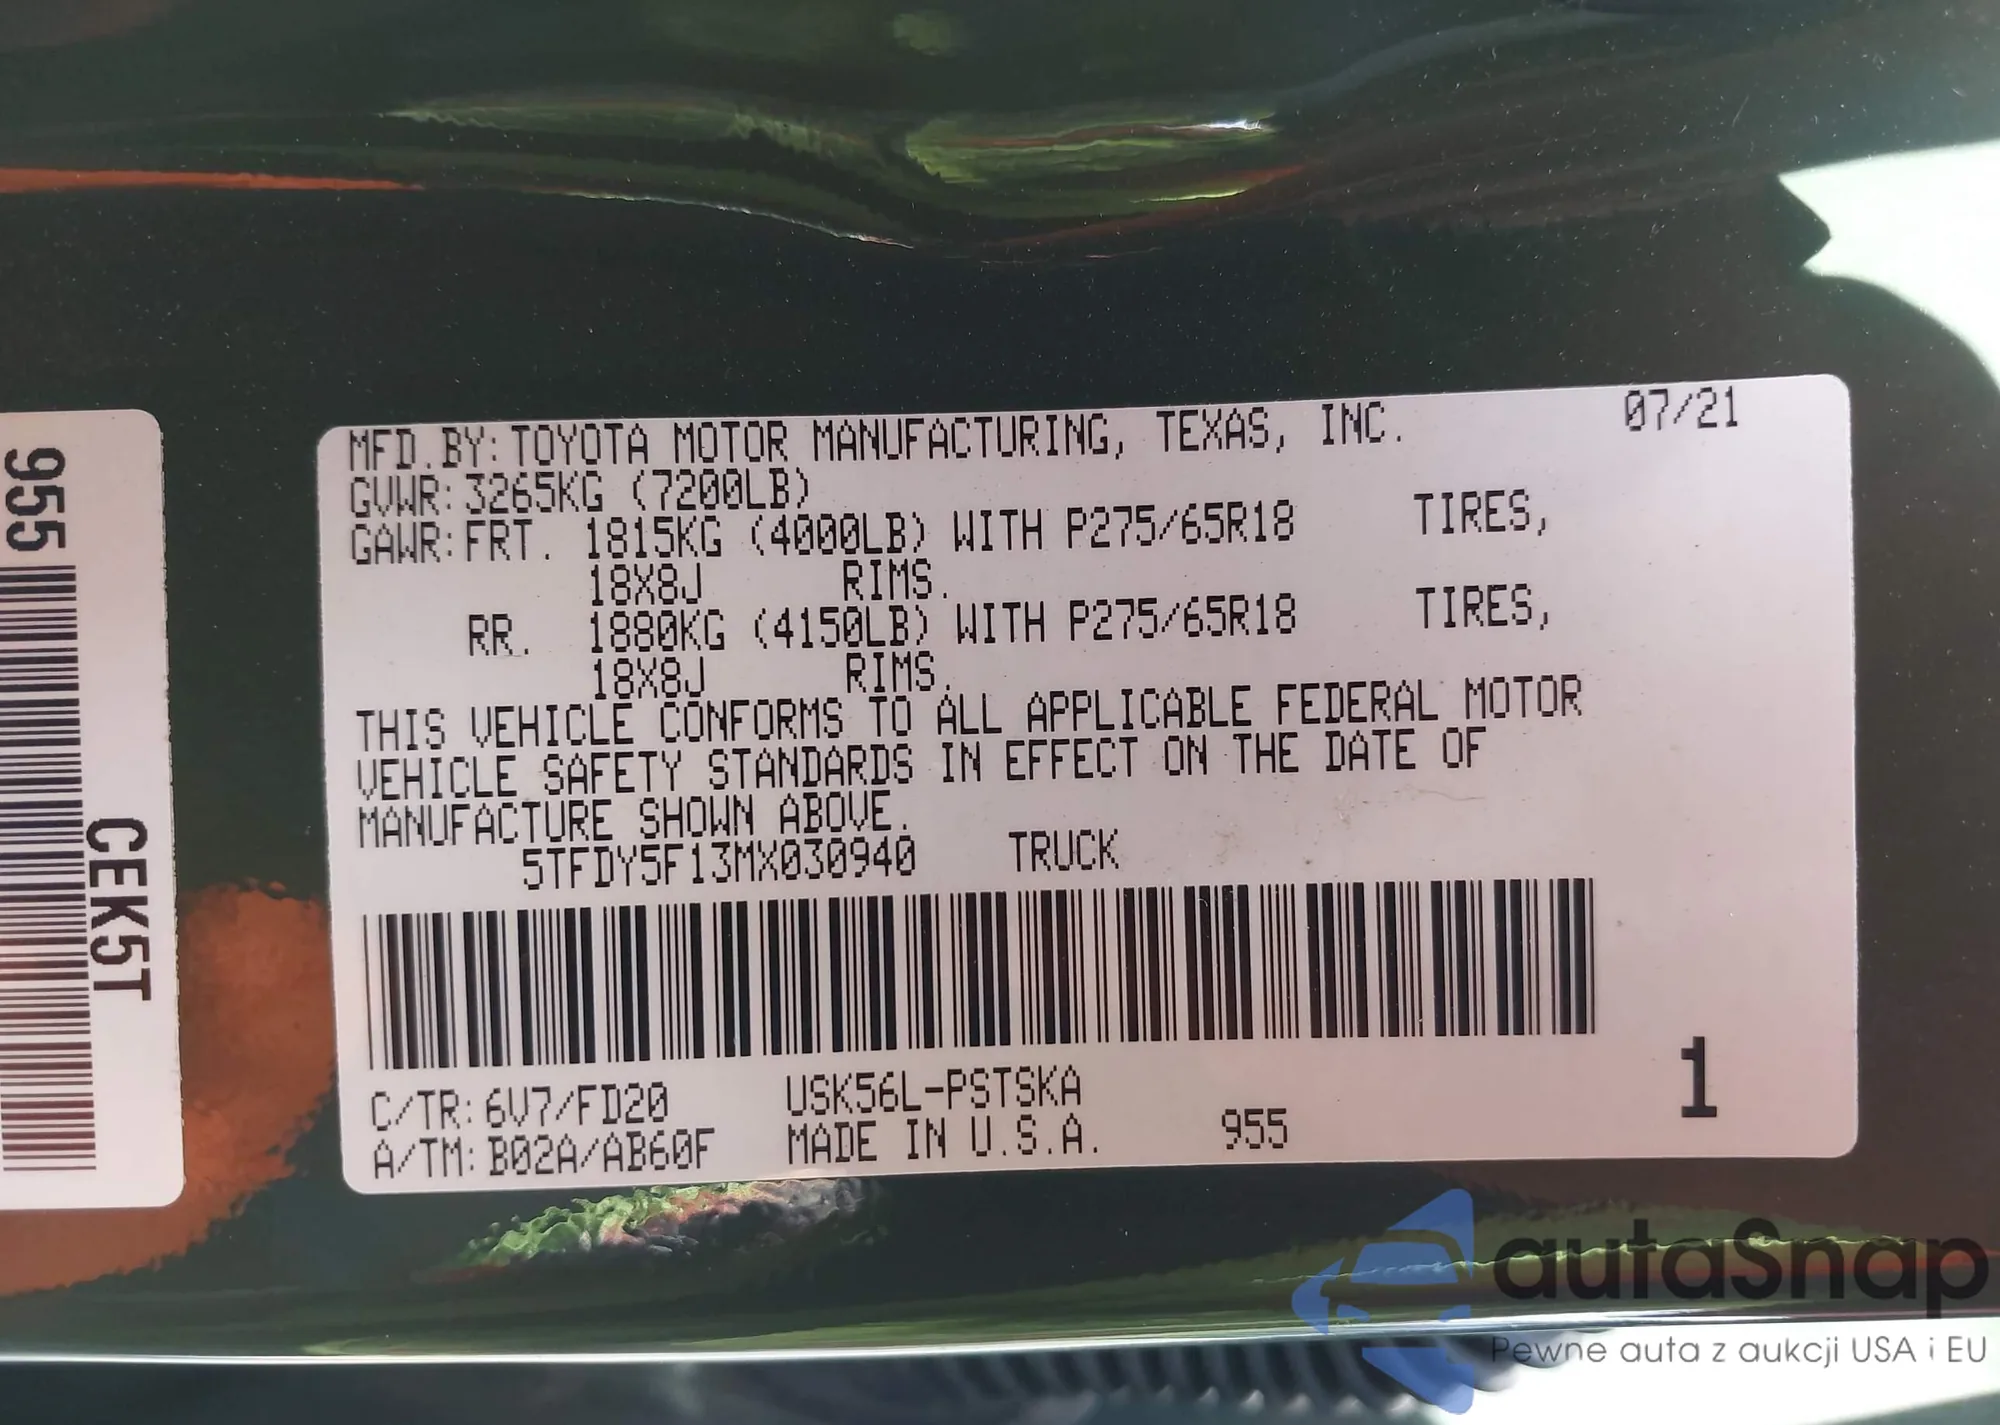 MFD.BY:TOYOTA MOTOR MANUFACTURING, TEXAS, INC. 07/21
GVWR:3265KG (7200LB)
GAWR:FRT. 1815KG (4000LB) WITH P275/65R18 TIRES,
18X8J RIMS.
RR. 1880KG (4150LB) WITH P275/65R18 TIRES,
18X8J RIMS.
THIS VEHICLE CONFORMS TO ALL APPLICABLE FEDERAL MOTOR
VEHICLE SAFETY STANDARDS IN EFFECT ON THE DATE OF
MANUFACTURE SHOWN ABOVE.
5TFDY5F13MX030940 TRUCK
C/TR:6V7/FD20 USK56L-PSTSKA 1
A/TM:B02A/AB60F MADE IN U.S.A. 955
955
CEK5T
autaSnap
Pewne auta z aukcji USA i EU